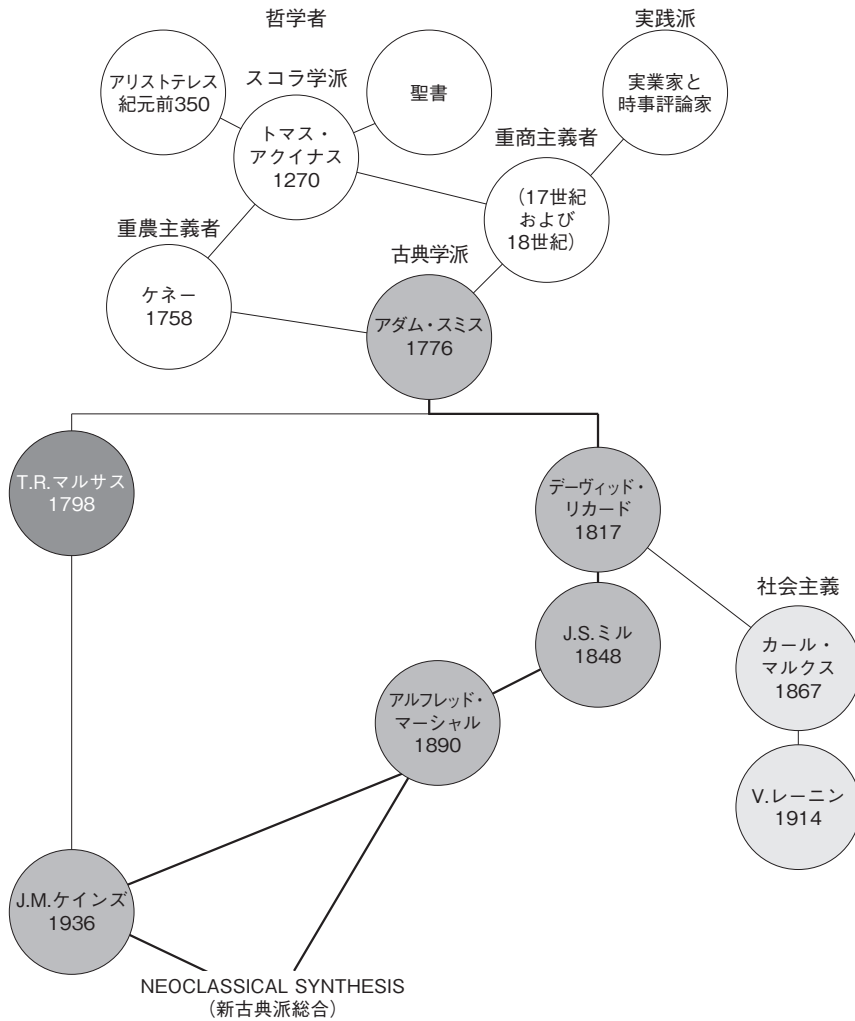 哲学者
実践派
アリストテレス
紀元前350
スコラ学派
聖書
実業家と
時事評論家
トマス・
アクイナス
1270
重商主義者
(17世紀
および
18世紀)
重農主義者
古典学派
ケネー
1758
アダム・スミス
1776
T.R.マルサス
1798
デーヴィッド・
リカード
1817
社会主義
J.S.ミル
1848
カール・
マルクス
1867
アルフレッド・
マーシャル
1890
V.レーニン
1914
J.M.ケインズ
1936
NEOCLASSICAL SYNTHESIS
(新古典派総合)